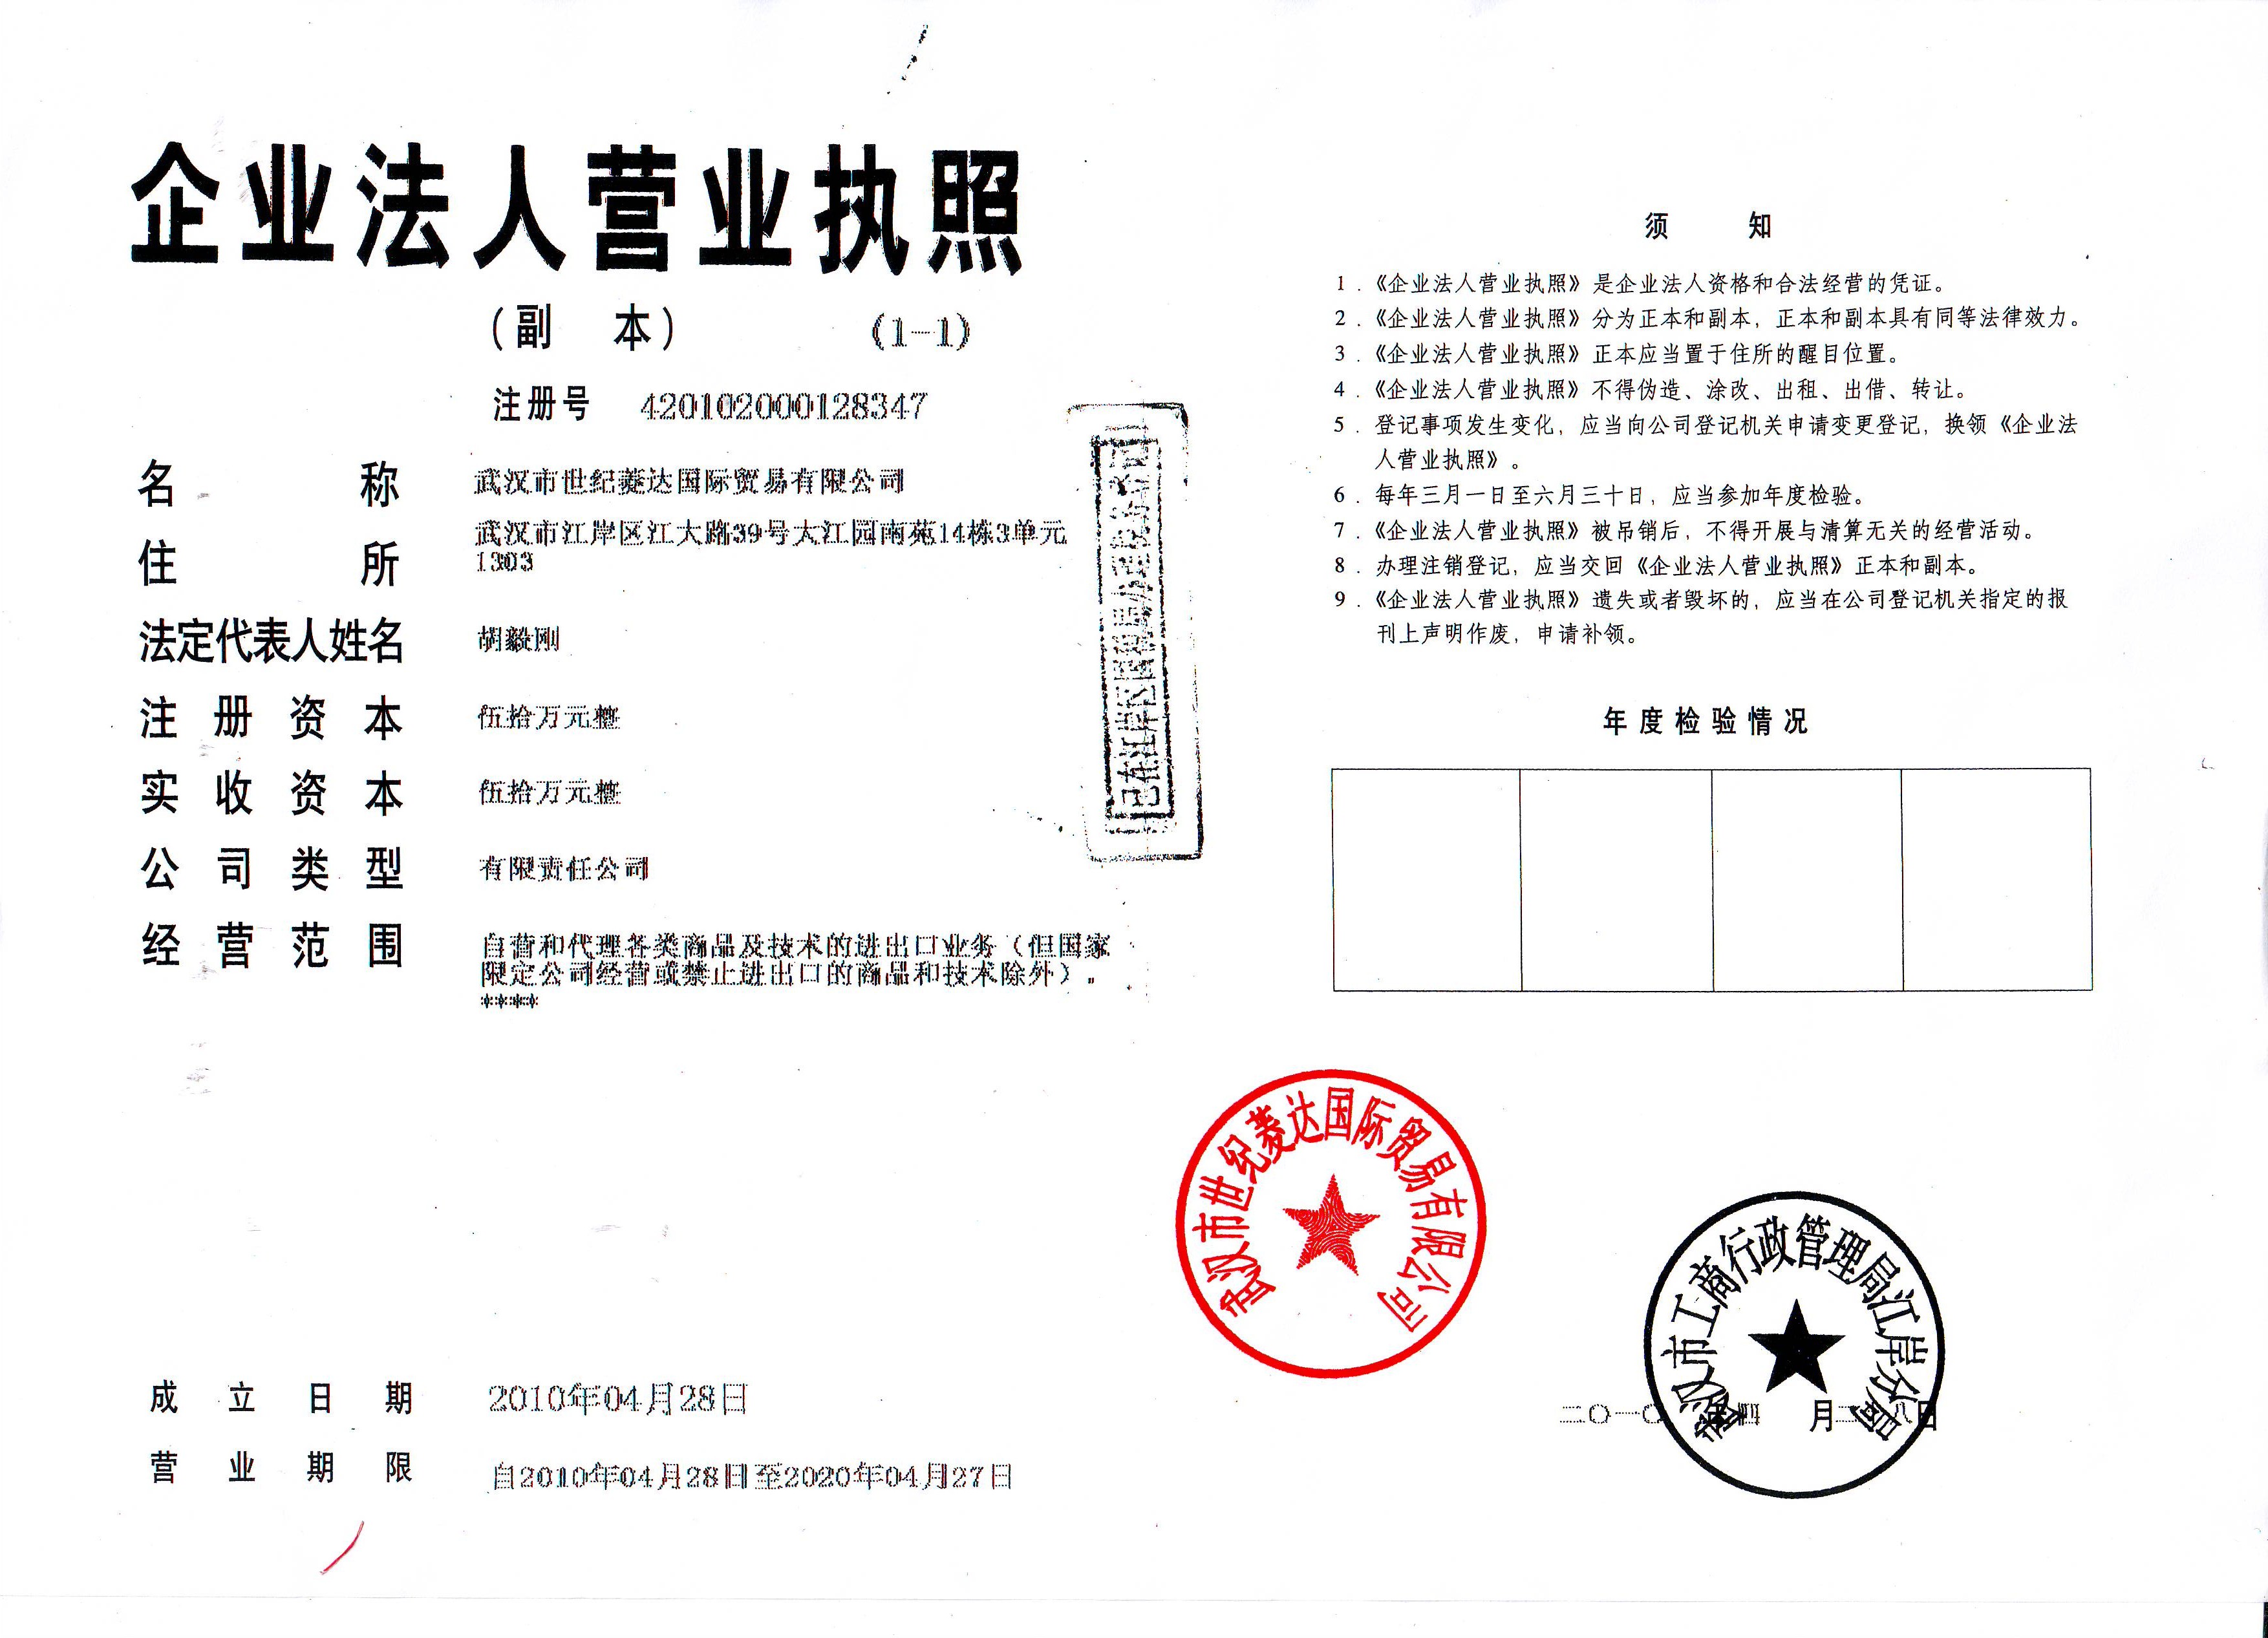 企业法人营业执照
（副 本） (1-1)
注册号 420102000128347
名 称 武汉市世纪菱达国际贸易有限公司
住 所 武汉市江岸区江大路39号大江园南苑14栋3单元
1303
法定代表人姓名 胡毅刚
注 册 资 本 伍拾万元整
实 收 资 本 伍拾万元整
公 司 类 型 有限责任公司
经 营 范 围 自营和代理各类商品及技术的进出口业务（但国家
限定公司经营或禁止进出口的商品和技术除外）。
****
成 立 日 期 2010年04月28日
营 业 期 限 自2010年04月28日至2020年04月27日
须 知
1．《企业法人营业执照》是企业法人资格和合法经营的凭证。
2．《企业法人营业执照》分为正本和副本，正本和副本具有同等法律效力。
3．《企业法人营业执照》正本应当置于住所的醒目位置。
4．《企业法人营业执照》不得伪造、涂改、出租、出借、转让。
5．登记事项发生变化，应当向公司登记机关申请变更登记，换领《企业法
人营业执照》。
6．每年三月一日至六月三十日，应当参加年度检验。
7．《企业法人营业执照》被吊销后，不得开展与清算无关的经营活动。
8．办理注销登记，应当交回《企业法人营业执照》正本和副本。
9．《企业法人营业执照》遗失或者毁坏的，应当在公司登记机关指定的报
刊上声明作废，申请补领。
年度检验情况
武汉市世纪菱达国际贸易有限公司
武汉市工商行政管理局江岸分局
二〇一〇年四月二十八日
已在江岸区